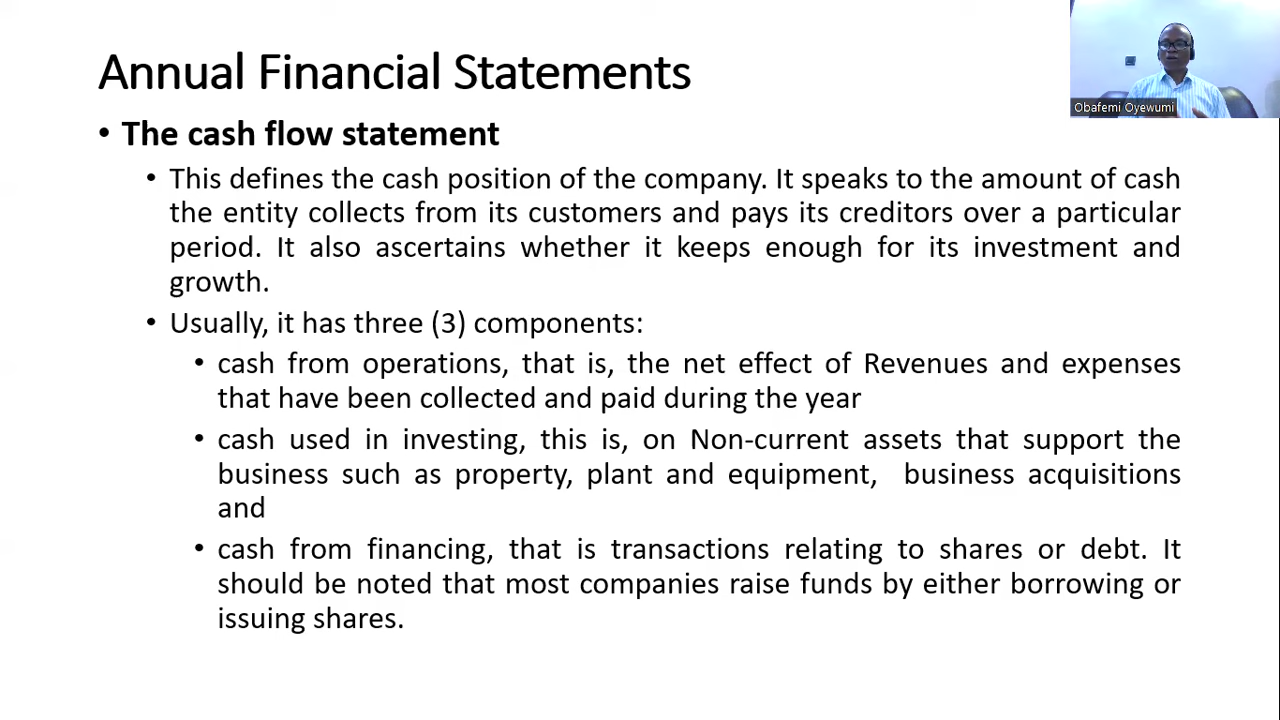 Annual Financial Statements
Obafemi Oyewumi
• The cash flow statement
• This defines the cash position of the company. It speaks to the amount of cash
the entity collects from its customers and pays its creditors over a particular
period. It also ascertains whether it keeps enough for its investment and
growth.
• Usually, it has three (3) components:
• cash from operations, that is, the net effect of Revenues and expenses
that have been collected and paid during the year
• cash used in investing, this is, on Non-current assets that support the
business such as property, plant and equipment,  business acquisitions
and
• cash from financing, that is transactions relating to shares or debt. It
should be noted that most companies raise funds by either borrowing or
issuing shares.